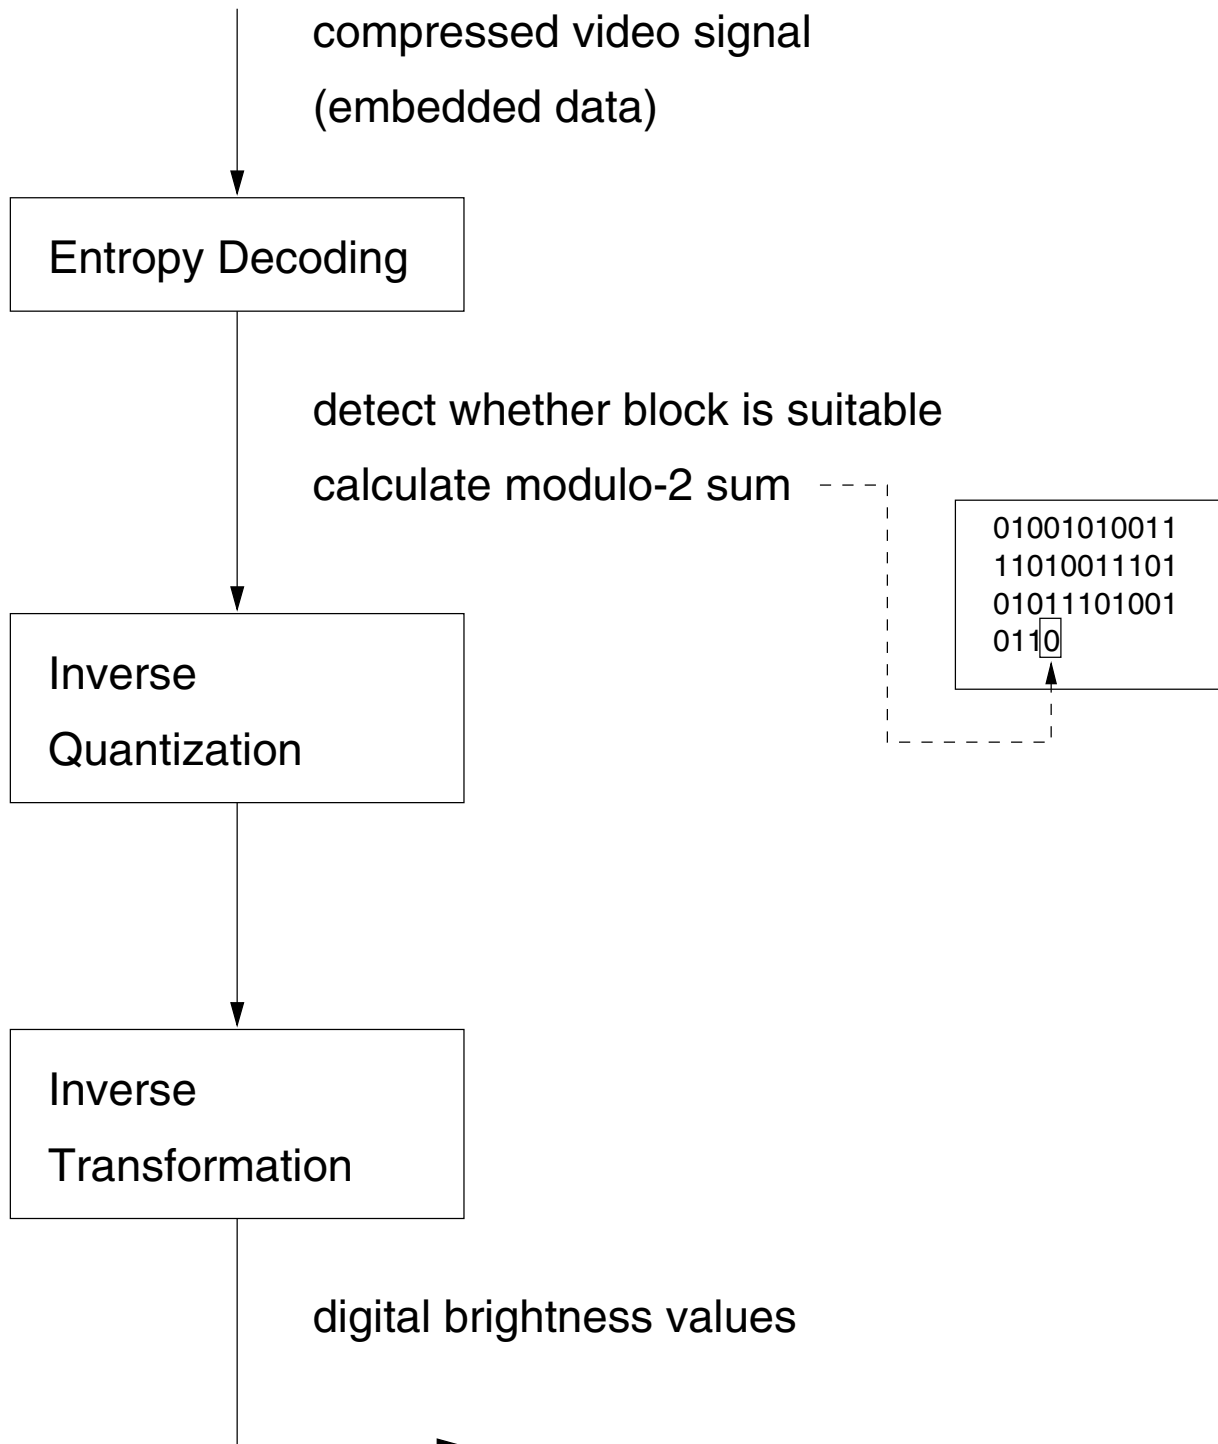 compressed video signal
(embedded data)
Entropy Decoding
detect whether block is suitable
calculate modulo-2 sum
01001010011
11010011101
01011101001
0110
Inverse
Quantization
Inverse
Transformation
digital brightness values